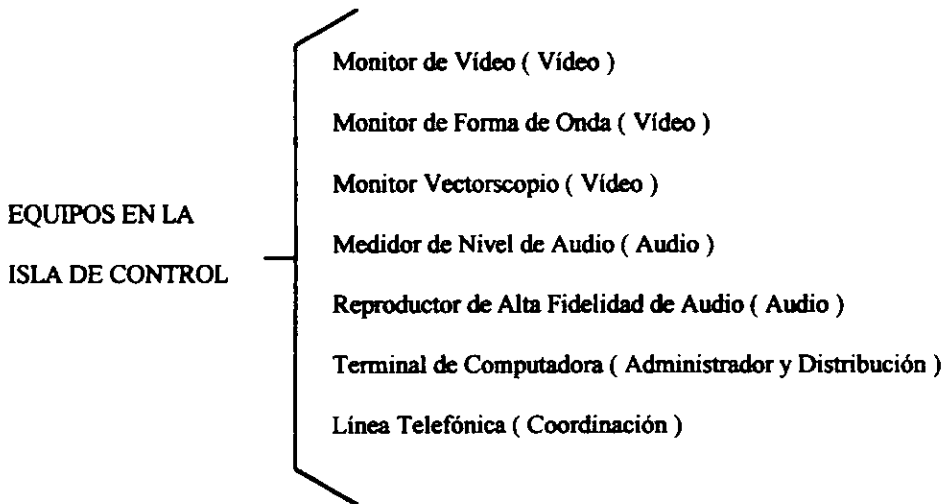 EQUIPOS EN LA
ISLA DE CONTROL
Monitor de Vídeo ( Vídeo )
Monitor de Forma de Onda ( Vídeo )
Monitor Vectorscopio ( Vídeo )
Medidor de Nivel de Audio ( Audio )
Reproductor de Alta Fidelidad de Audio ( Audio )
Terminal de Computadora ( Administrador y Distribución )
Línea Telefónica ( Coordinación )